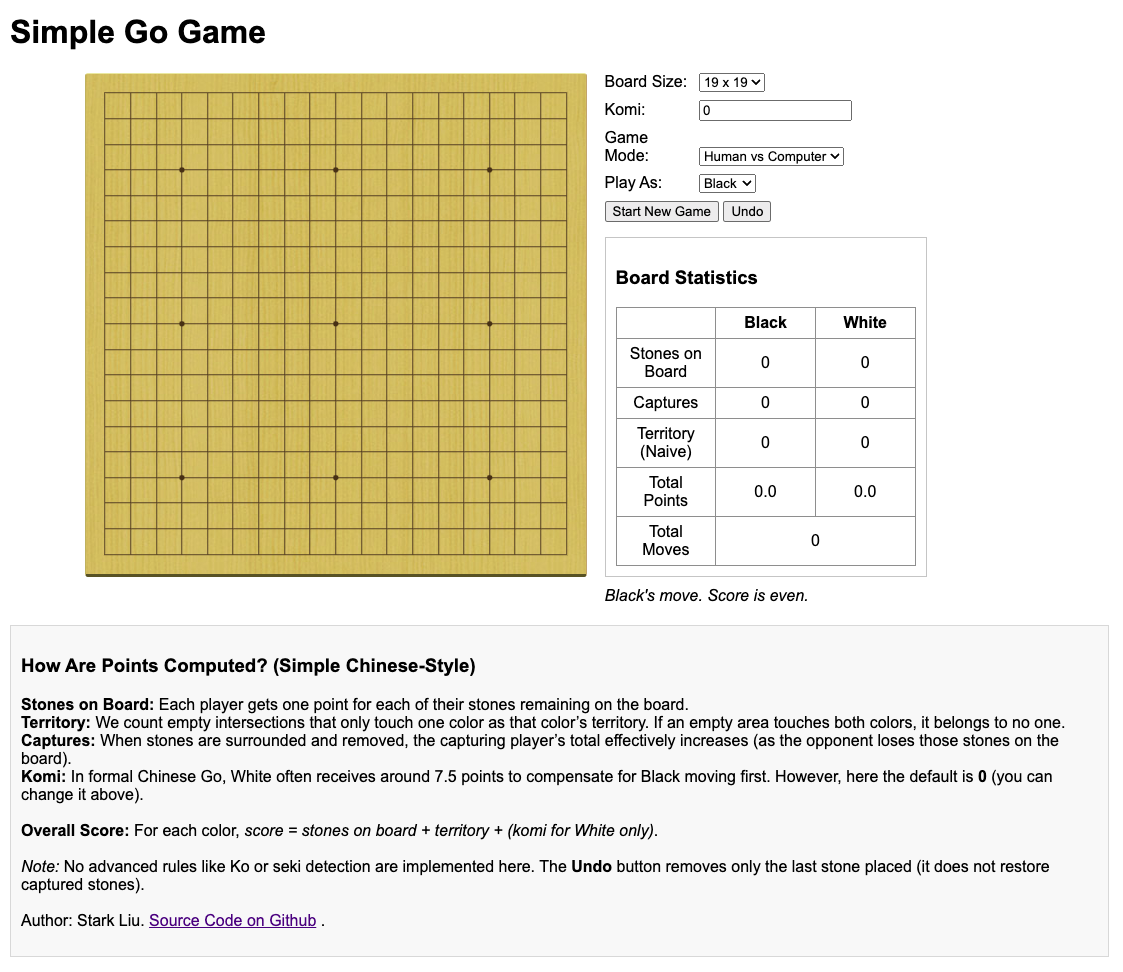 Simple Go Game
Board Size: 19 x 19
Komi: 0
Game
Mode: Human vs Computer
Play As: Black
Start New Game Undo
Board Statistics
Black White
Stones on
Board 0 0
Captures 0 0
Territory
(Naive) 0 0
Total
Points 0.0 0.0
Total
Moves 0
Black's move. Score is even.
How Are Points Computed? (Simple Chinese-Style)
Stones on Board: Each player gets one point for each of their stones remaining on the board.
Territory: We count empty intersections that only touch one color as that color’s territory. If an empty area touches both colors, it belongs to no one.
Captures: When stones are surrounded and removed, the capturing player’s total effectively increases (as the opponent loses those stones on the
board).
Komi: In formal Chinese Go, White often receives around 7.5 points to compensate for Black moving first. However, here the default is 0 (you can
change it above).
Overall Score: For each color, score = stones on board + territory + (komi for White only).
Note: No advanced rules like Ko or seki detection are implemented here. The Undo button removes only the last stone placed (it does not restore
captured stones).
Author: Stark Liu. Source Code on Github .